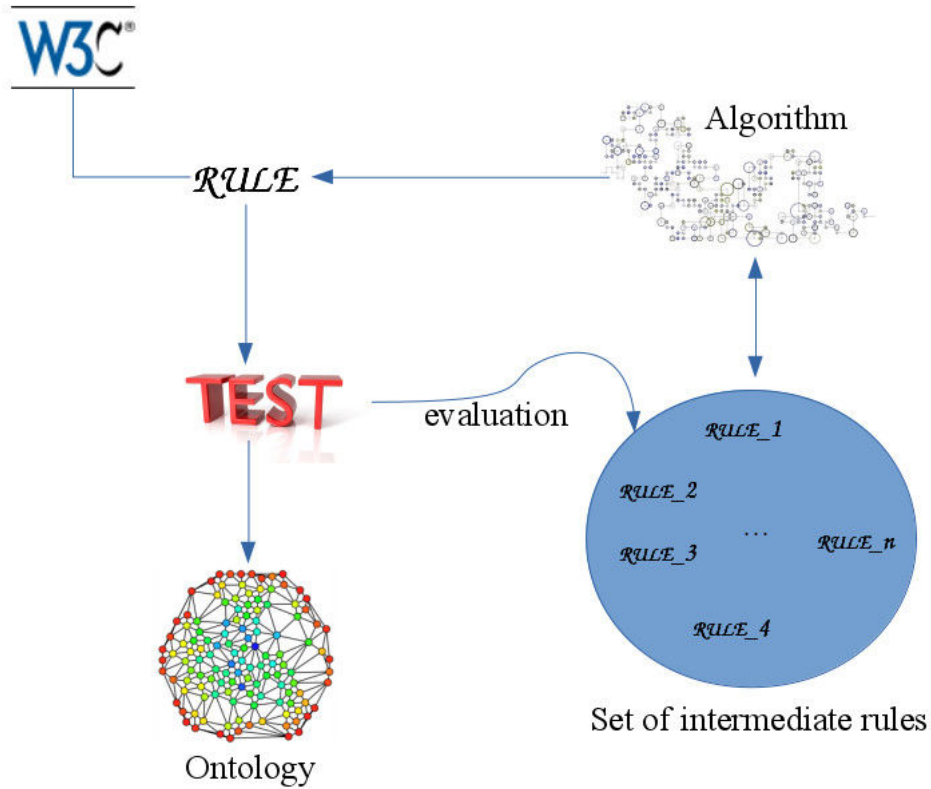 W3C®
Algorithm
RULE
TEST
evaluation
RULE_1
RULE_2
...
RULE_n
RULE_3
RULE_4
Set of intermediate rules
Ontology